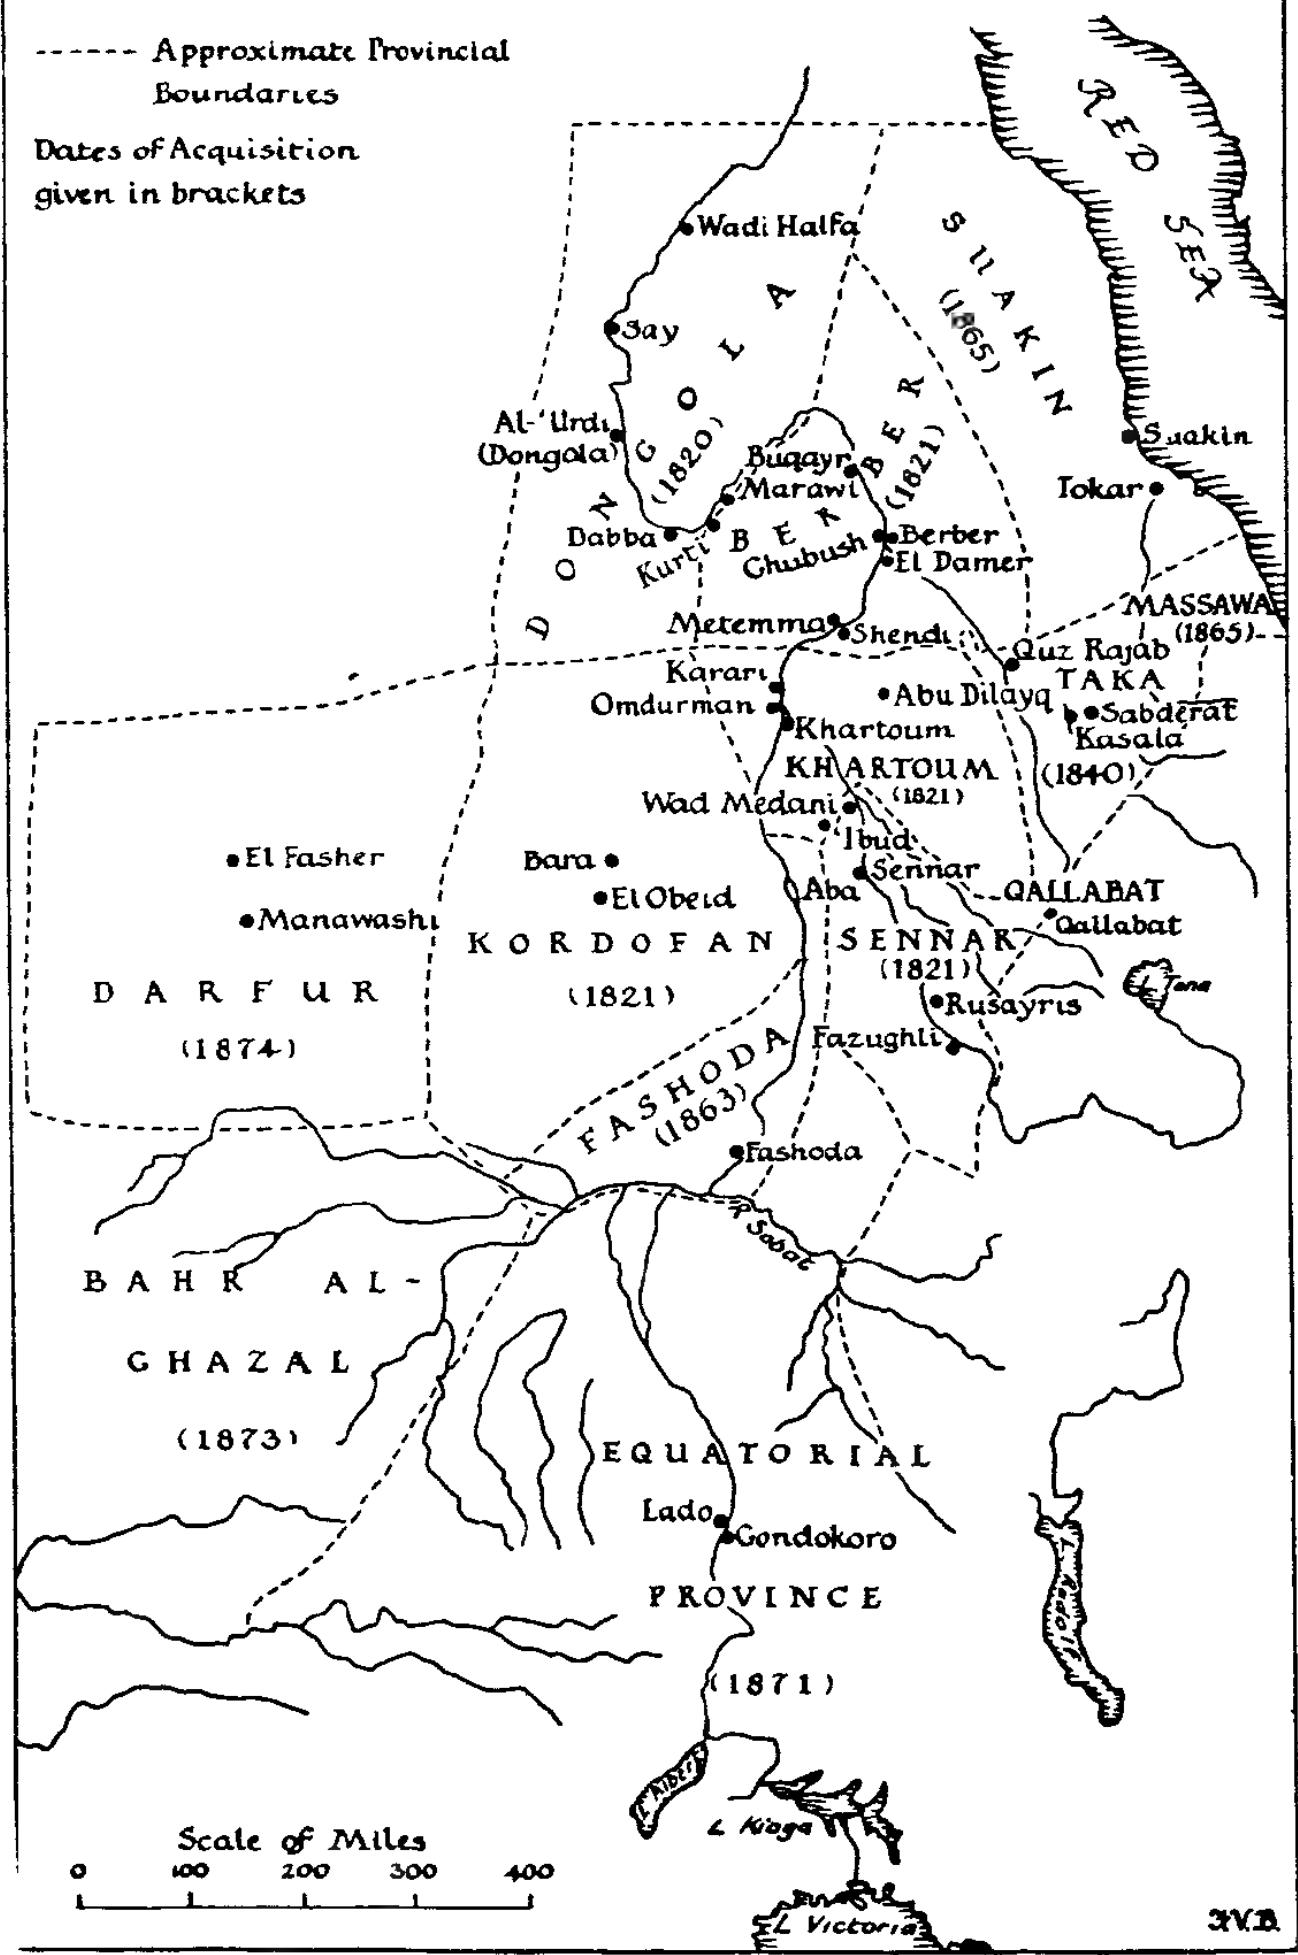 Approximate Provincial
Boundaries
Dates of Acquisition
given in brackets
RED
SEA
Wadi Halfa
SUAKIN
(1865)
Say
DONGOLA
(1820)
Al-'Urdi
(Dongola)
Suakin
Tokar
Buqayr
Marawi
BERBER
(1821)
Dabba
Kurti
Ghubush
Berber
El Damer
MASSAWA
(1865)
Metemma
Shendi
Quz Rajab
TAKA
Karari
Omdurman
Abu Dilayq
Sabderat
Kasala
Khartoum
KHARTOUM
(1821)
(1840)
Wad Medani
Ibud
El Fasher
Bara
Sennar
El Obeid
Aba
QALLABAT
Manawashi
Qallabat
KORDOFAN
(1821)
SENNAR
(1821)
DARFUR
(1874)
L Tana
Rusayris
Fazughli
FASHODA
(1863)
Fashoda
R Sobat
BAHR AL-
GHAZAL
(1873)
EQUATORIAL
Lado
Gondokoro
PROVINCE
(1871)
L. Rudolf
L Albert
L Kioga
Scale of Miles
0 100 200 300 400
L Victoria